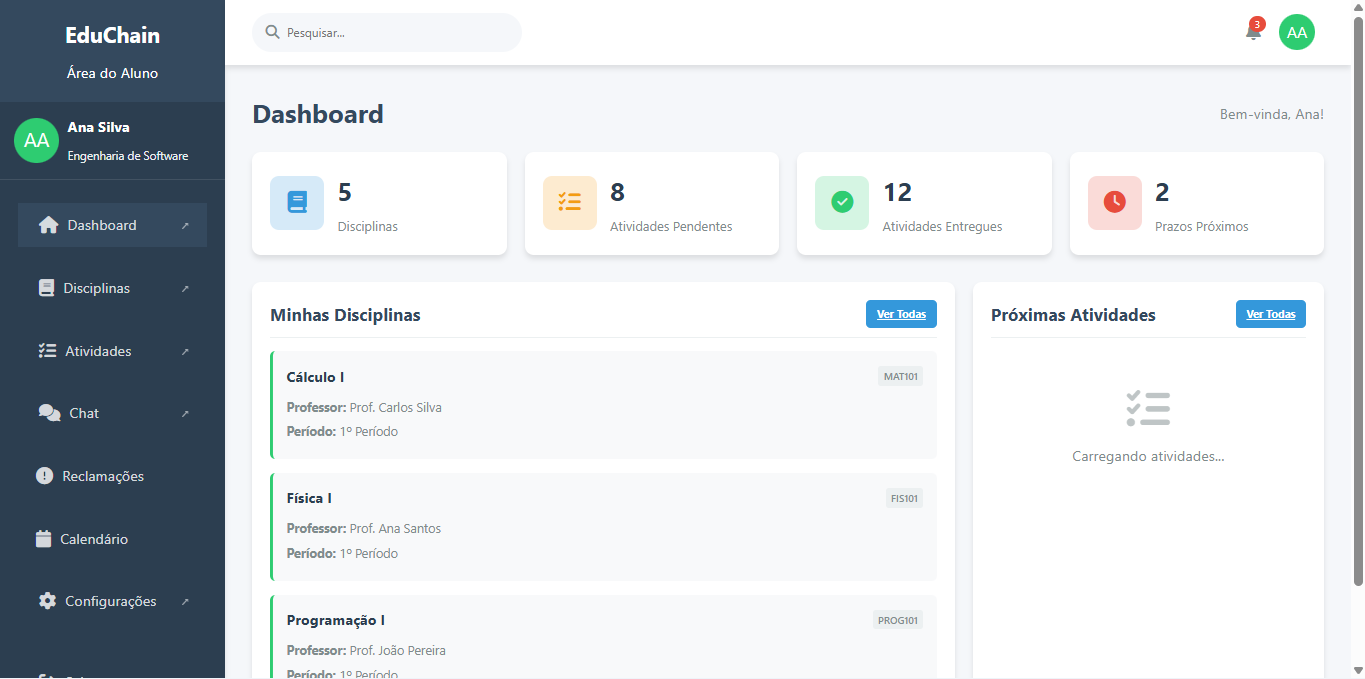 EduChain
Área do Aluno
AA
Ana Silva
Engenharia de Software
Dashboard
Disciplinas
Atividades
Chat
Reclamações
Calendário
Configurações
Pesquisar...
3
AA
Dashboard
Bem-vinda, Ana!
5
Disciplinas
8
Atividades Pendentes
12
Atividades Entregues
2
Prazos Próximos
Minhas Disciplinas
Ver Todas
Cálculo I
MAT101
Professor: Prof. Carlos Silva
Período: 1º Período
Física I
FIS101
Professor: Prof. Ana Santos
Período: 1º Período
Programação I
PROG101
Professor: Prof. João Pereira
Período: 1º Período
Próximas Atividades
Ver Todas
Carregando atividades...